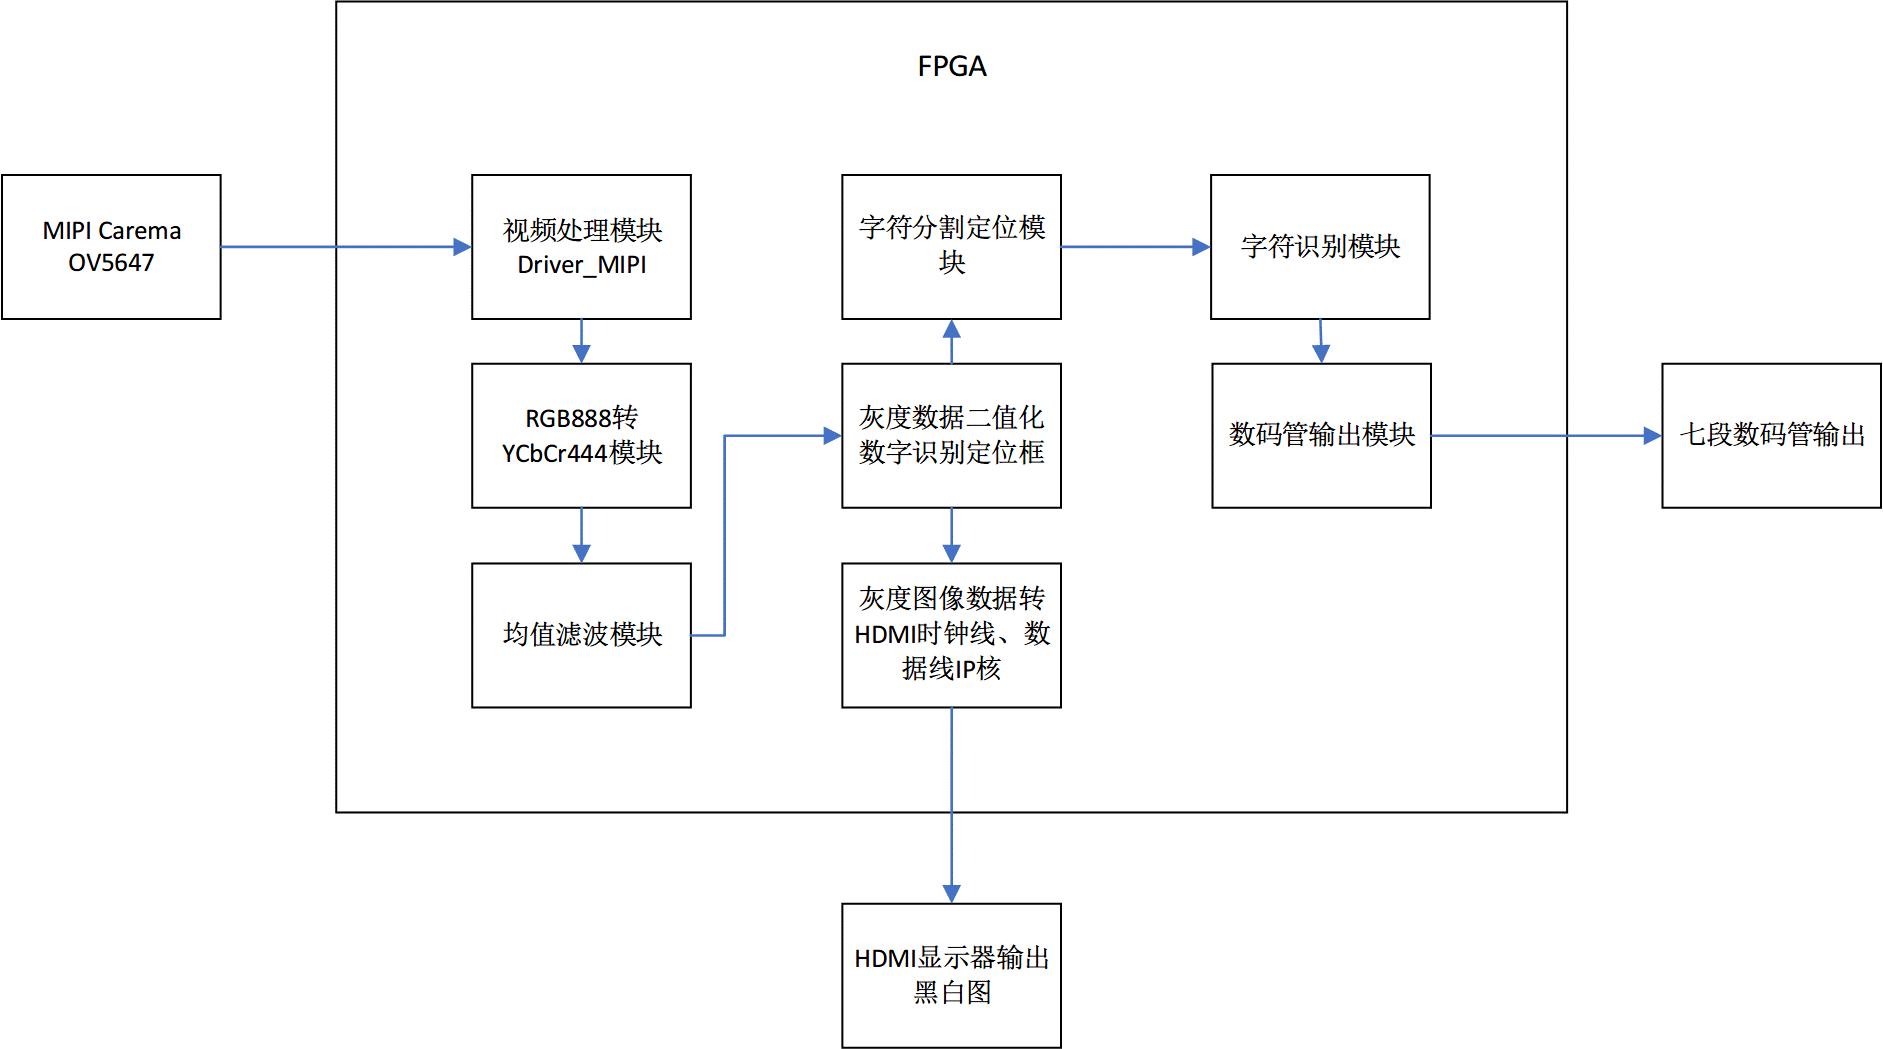 FPGA
MIPI Carema
OV5647
视频处理模块
Driver_MIPI
字符分割定位模
块
字符识别模块
RGB888转
YCbCr444模块
灰度数据二值化
数字识别定位框
数码管输出模块
七段数码管输出
均值滤波模块
灰度图像数据转
HDMI时钟线、数
据线IP核
HDMI显示器输出
黑白图